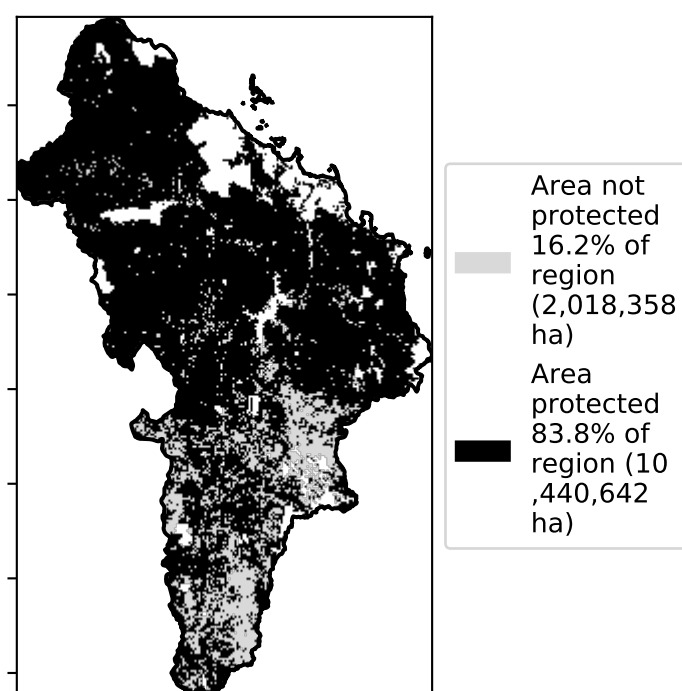 Area not
protected
16.2% of
region
(2,018,358
ha)
Area
protected
83.8% of
region (10
,440,642
ha)